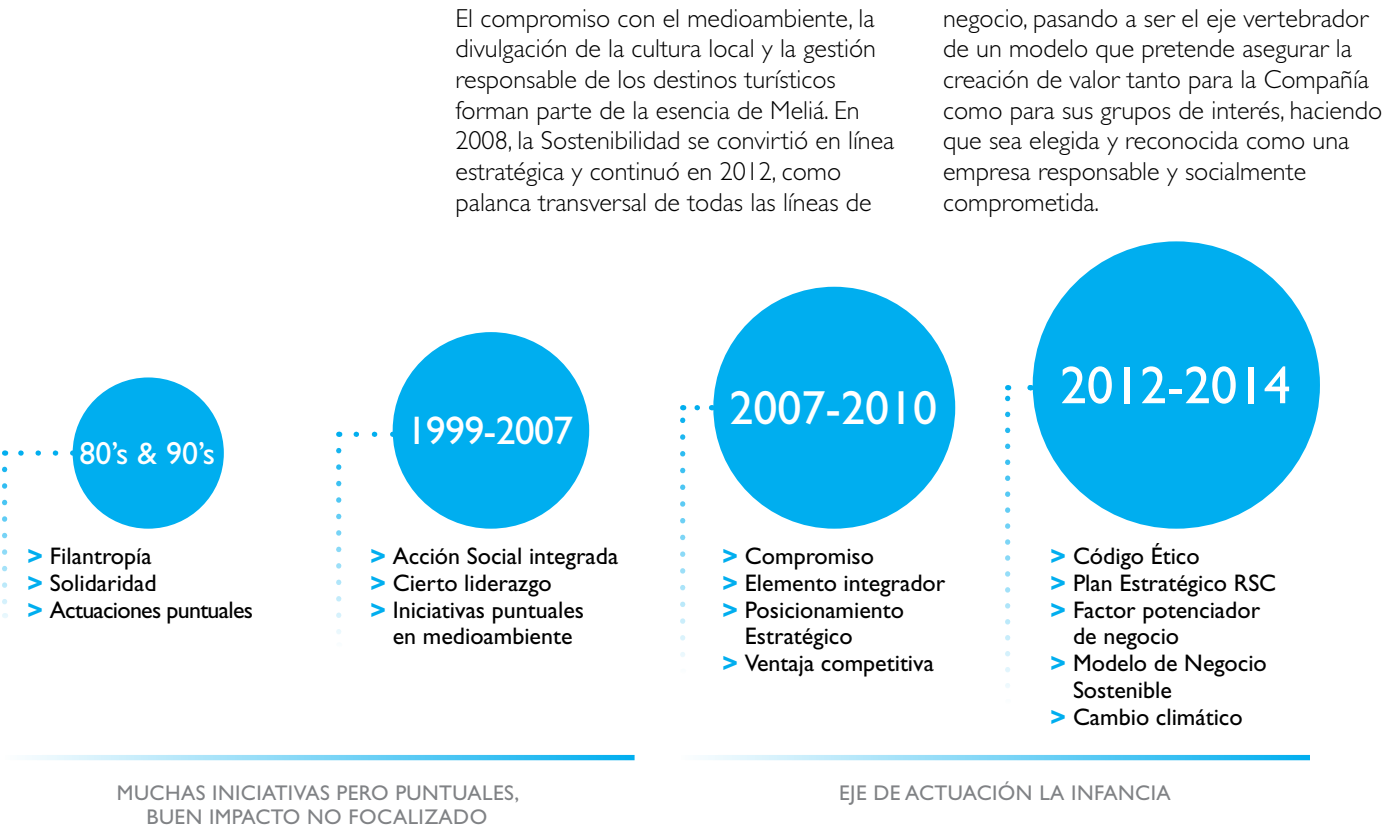 El compromiso con el medioambiente, la
divulgación de la cultura local y la gestión
responsable de los destinos turísticos
forman parte de la esencia de Meliá. En
2008, la Sostenibilidad se convirtió en línea
estratégica y continuó en 2012, como
palanca transversal de todas las líneas de
negocio, pasando a ser el eje vertebrador
de un modelo que pretende asegurar la
creación de valor tanto para la Compañía
como para sus grupos de interés, haciendo
que sea elegida y reconocida como una
empresa responsable y socialmente
comprometida.
80's & 90's
> Filantropía
> Solidaridad
> Actuaciones puntuales
1999-2007
> Acción Social integrada
> Cierto liderazgo
> Iniciativas puntuales
en medioambiente
2007-2010
> Compromiso
> Elemento integrador
> Posicionamiento
Estratégico
> Ventaja competitiva
2012-2014
> Código Ético
> Plan Estratégico RSC
> Factor potenciador
de negocio
> Modelo de Negocio
Sostenible
> Cambio climático
MUCHAS INICIATIVAS PERO PUNTUALES,
BUEN IMPACTO NO FOCALIZADO
EJE DE ACTUACIÓN LA INFANCIA